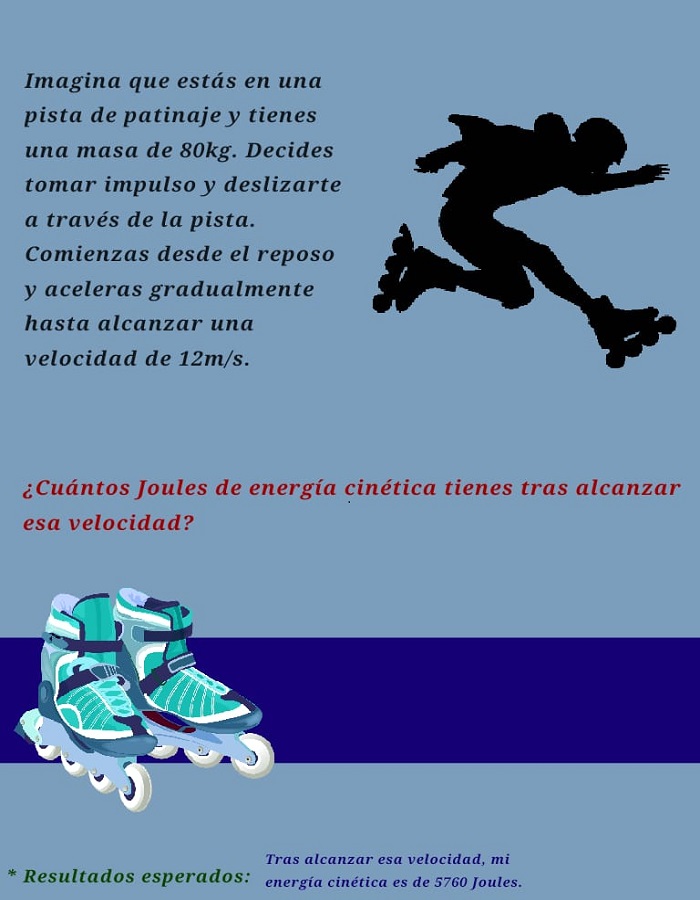 Imagina que estás en una
pista de patinaje y tienes
una masa de 80kg. Decides
tomar impulso y deslizarte
a través de la pista.
Comienzas desde el reposo
y aceleras gradualmente
hasta alcanzar una
velocidad de 12m/s.
¿Cuántos Joules de energía cinética tienes tras alcanzar
esa velocidad?
* Resultados esperados:
Tras alcanzar esa velocidad, mi
energía cinética es de 5760 Joules.